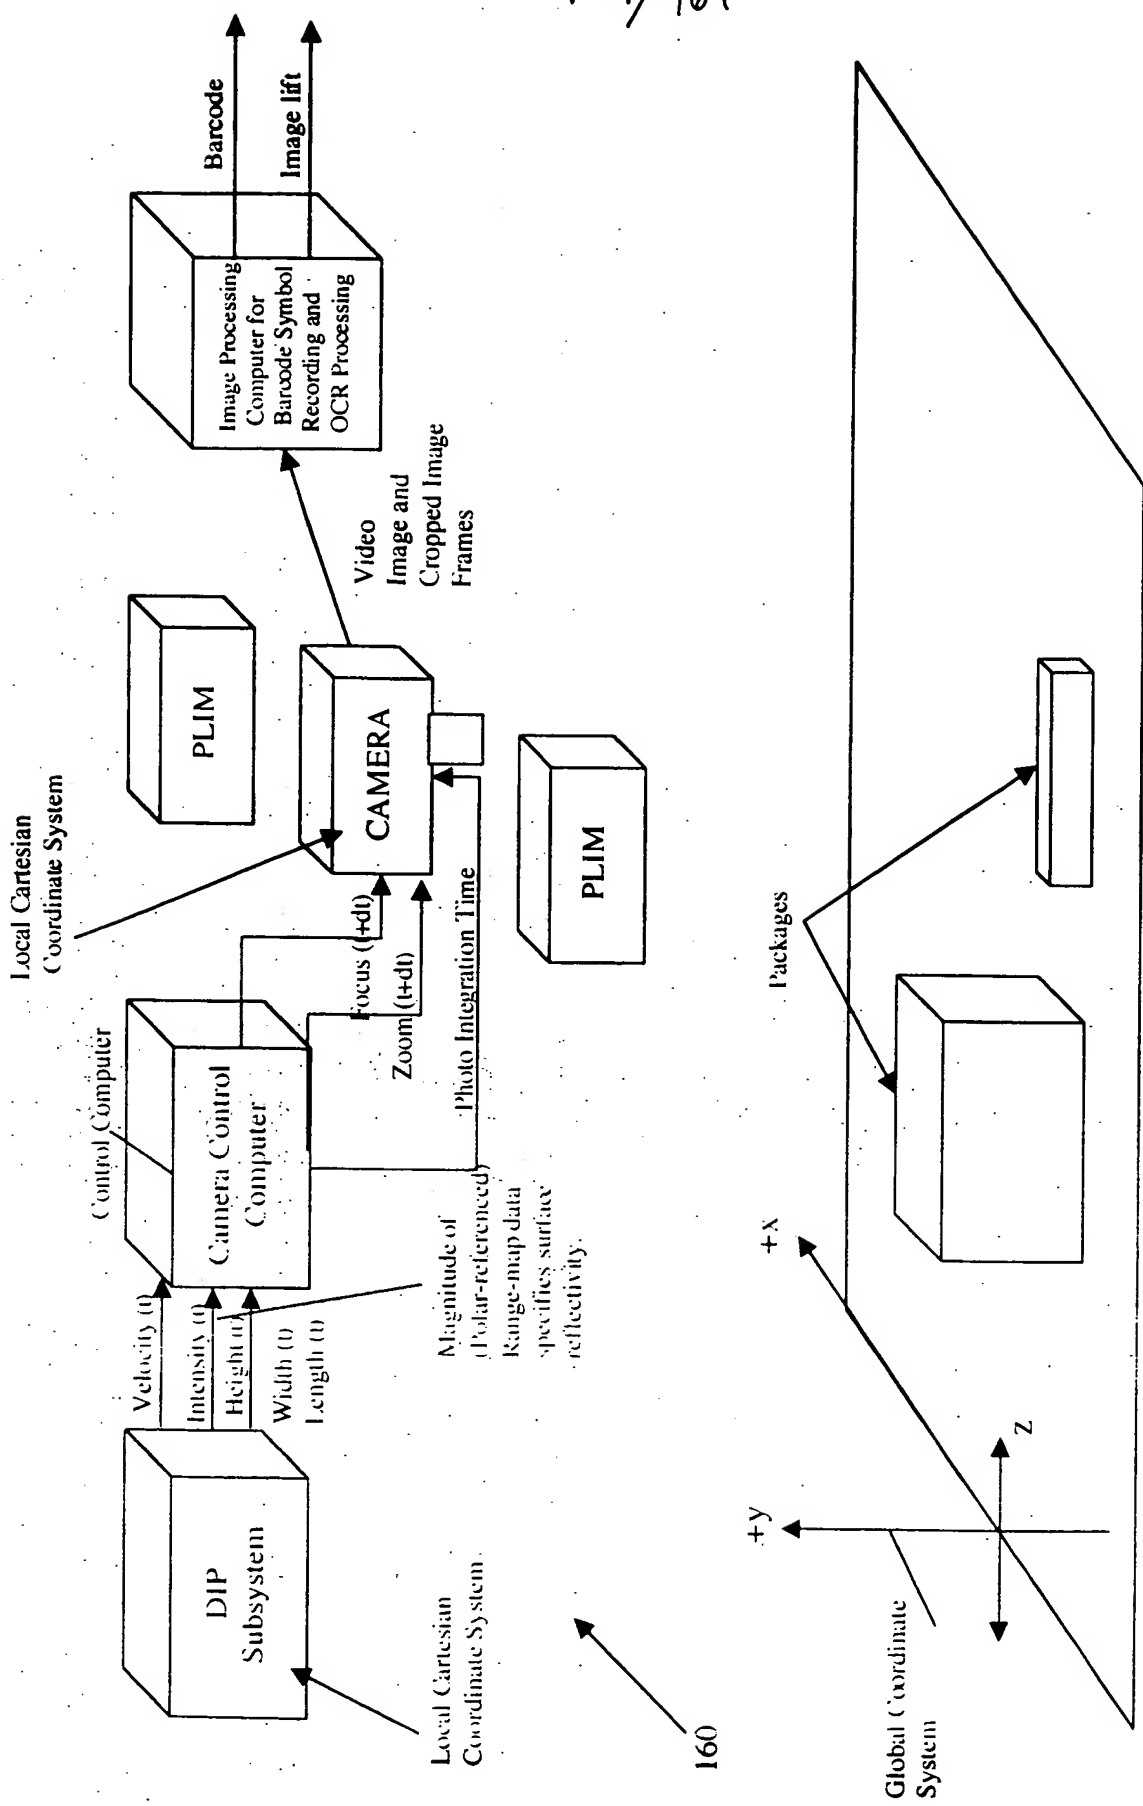 Barcode
Image lift
Image Processing
Computer for
Barcode Symbol
Recording and
OCR Processing
Video
Image and
Cropped Image
Frames
PLIM
CAMERA
PLIM
Local Cartesian
Coordinate System
Focus (t+dt)
Zoom (t+dt)
Photo Integration Time
Control Computer
Camera Control
Computer
Velocity (t)
Intensity (t)
Height (t)
Width (t)
Length (t)
Magnitude of
(Polar-referenced)
Range-map data
specifies surface
reflectivity.
DIP
Subsystem
Local Cartesian
Coordinate System
160
Packages
+x
+y
Z
Global Coordinate
System